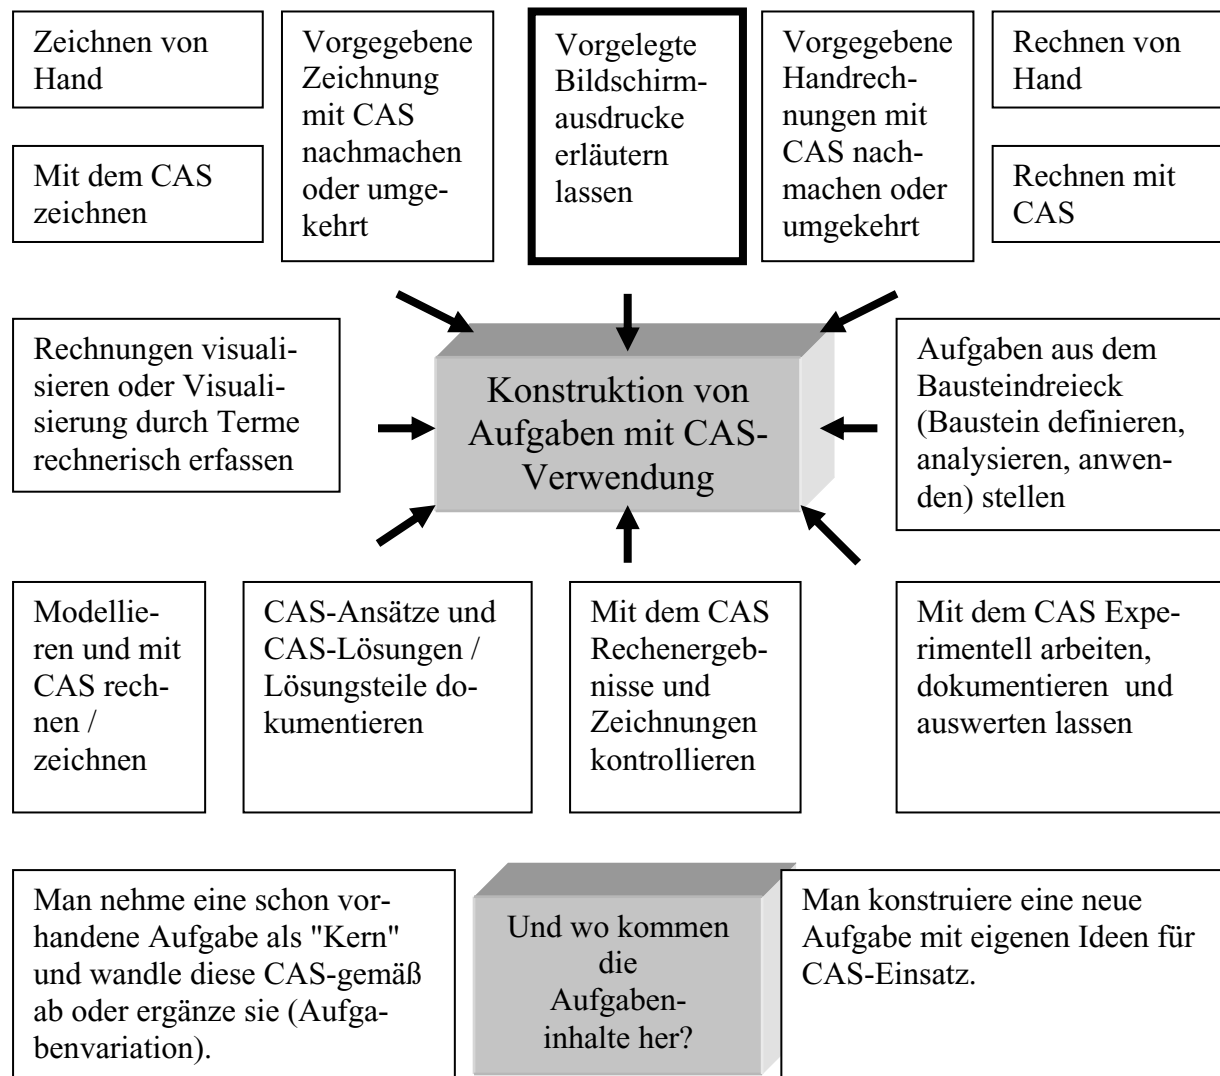 Zeichnen von
Hand
Mit dem CAS
zeichnen
Vorgegebene
Zeichnung
mit CAS
nachmachen
oder umge-
kehrt
Vorgelegte
Bildschirm-
ausdrucke
erläutern
lassen
Vorgegebene
Handrech-
nungen mit
CAS nach-
machen oder
umgekehrt
Rechnen von
Hand
Rechnen mit
CAS
Rechnungen visuali-
sieren oder Visuali-
sierung durch Terme
rechnerisch erfassen
Konstruktion von
Aufgaben mit CAS-
Verwendung
Aufgaben aus dem
Bausteindreieck
(Baustein definieren,
analysieren, anwen-
den) stellen
Modellie-
ren und mit
CAS rech-
nen /
zeichnen
CAS-Ansätze und
CAS-Lösungen /
Lösungsteile do-
kumentieren
Mit dem CAS
Rechenergeb-
nisse und
Zeichnungen
kontrollieren
Mit dem CAS Expe-
rimentell arbeiten,
dokumentieren und
auswerten lassen
Man nehme eine schon vor-
handene Aufgabe als "Kern"
und wandle diese CAS-gemäß
ab oder ergänze sie (Aufga-
benvariation).
Und wo kommen
die
Aufgaben-
inhalte her?
Man konstruiere eine neue
Aufgabe mit eigenen Ideen für
CAS-Einsatz.